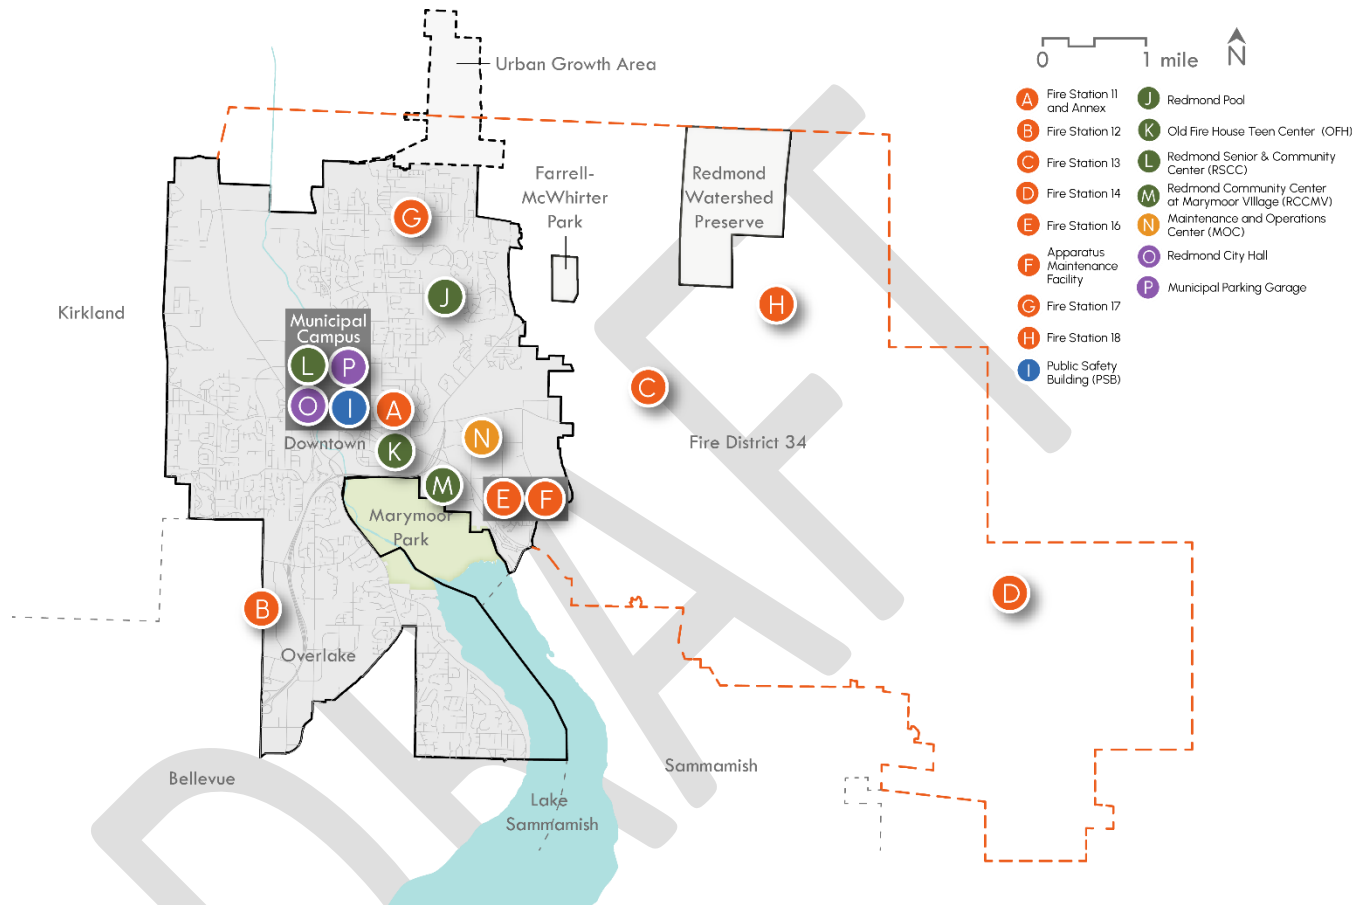 Urban Growth Area
0 1 mile
N
A Fire Station 11
and Annex
B Fire Station 12
C Fire Station 13
D Fire Station 14
E Fire Station 16
F Apparatus
Maintenance
Facility
G Fire Station 17
H Fire Station 18
I Public Safety
Building (PSB)
J Redmond Pool
K Old Fire House Teen Center (OFH)
L Redmond Senior & Community
Center (RSCC)
M Redmond Community Center
at Marymoor VIllage (RCCMV)
N Maintenance and Operations
Center (MOC)
O Redmond City Hall
P Municipal Parking Garage
Farrell-
McWhirter
Park
Redmond
Watershed
Preserve
G
J
H
Kirkland
Municipal
Campus
L P
O I
A
C
Downtown
K
N
Fire District 34
M
E F
Marymoor
Park
B
D
Overlake
Bellevue
Sammamish
Lake
Sammamish
DRAFT